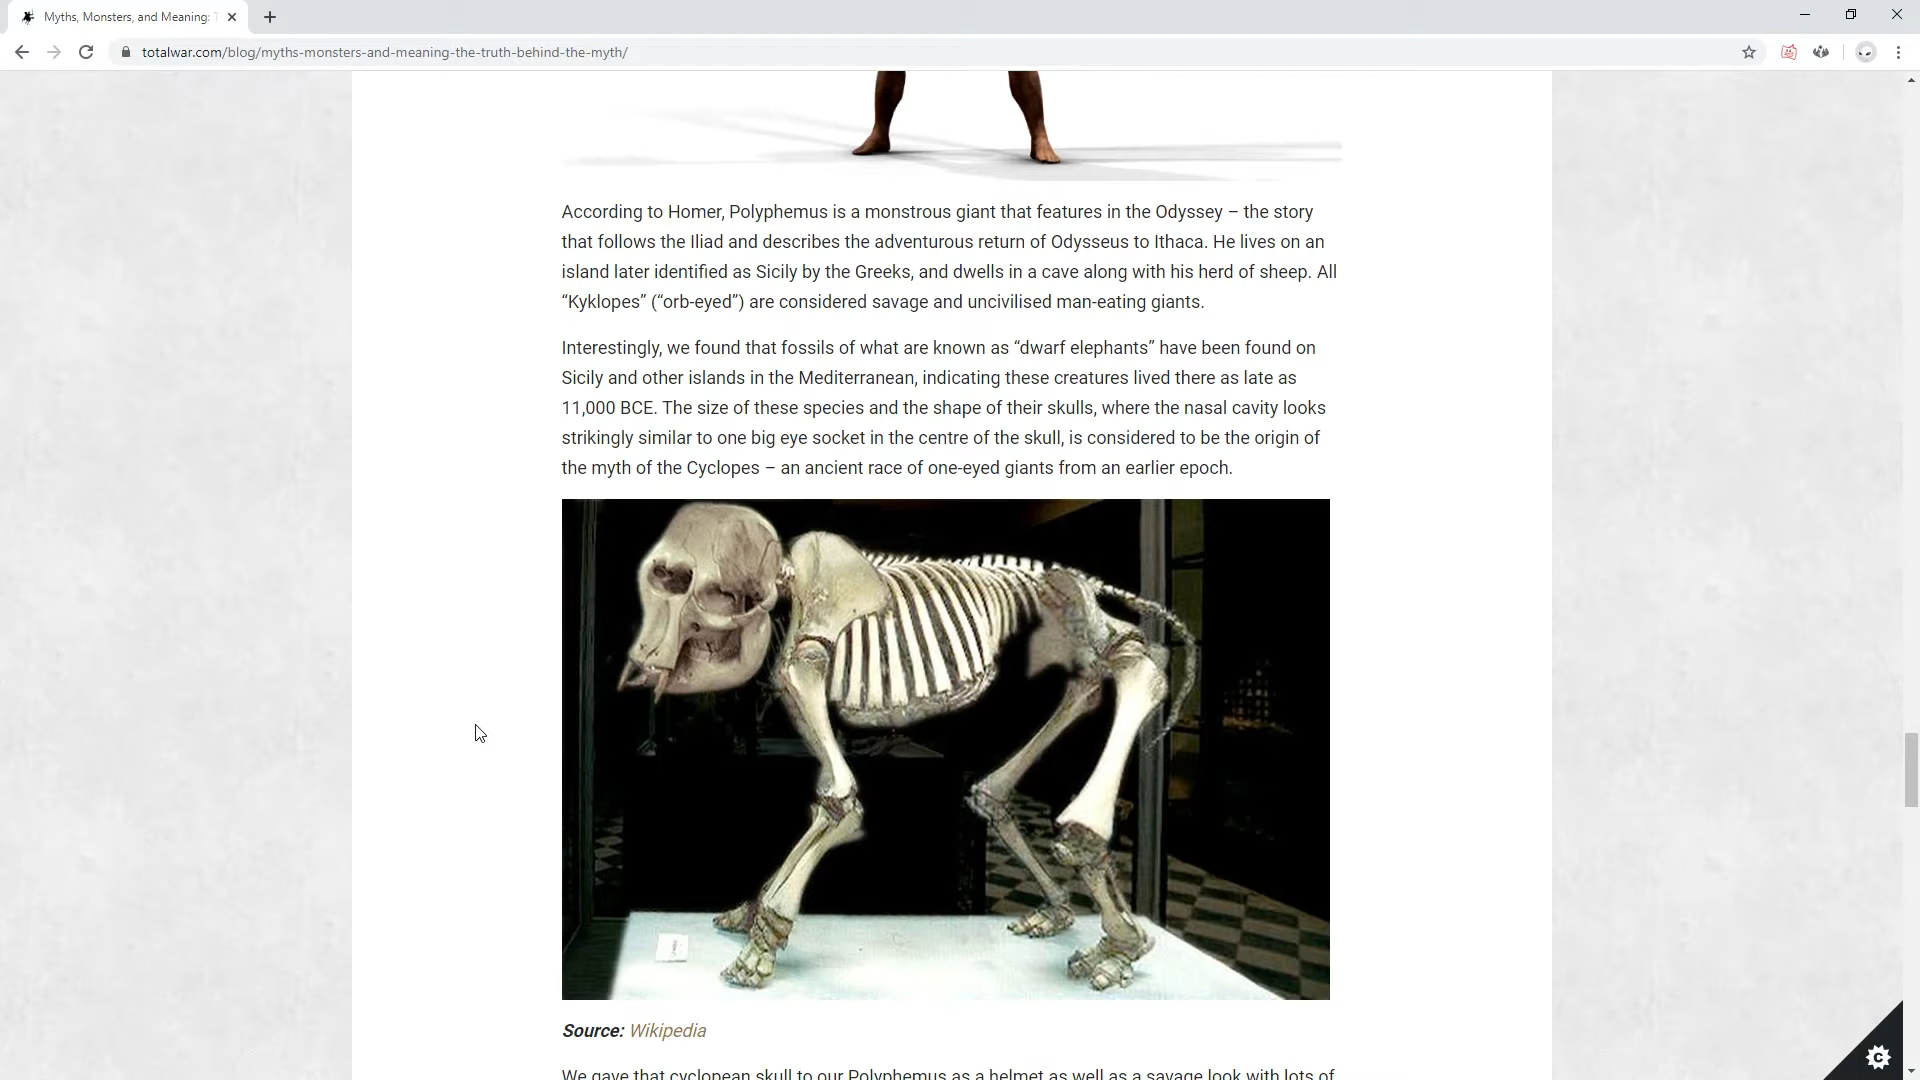 Myths, Monsters, and Meaning:
totalwar.com/blog/myths-monsters-and-meaning-the-truth-behind-the-myth/
According to Homer, Polyphemus is a monstrous giant that features in the Odyssey – the story
that follows the Iliad and describes the adventurous return of Odysseus to Ithaca. He lives on an
island later identified as Sicily by the Greeks, and dwells in a cave along with his herd of sheep. All
“Kyklopes” (“orb-eyed”) are considered savage and uncivilised man-eating giants.
Interestingly, we found that fossils of what are known as “dwarf elephants” have been found on
Sicily and other islands in the Mediterranean, indicating these creatures lived there as late as
11,000 BCE. The size of these species and the shape of their skulls, where the nasal cavity looks
strikingly similar to one big eye socket in the centre of the skull, is considered to be the origin of
the myth of the Cyclopes – an ancient race of one-eyed giants from an earlier epoch.
Source: Wikipedia
We gave that cyclopean skull to our Polyphemus as a helmet as well as a savage look with lots of